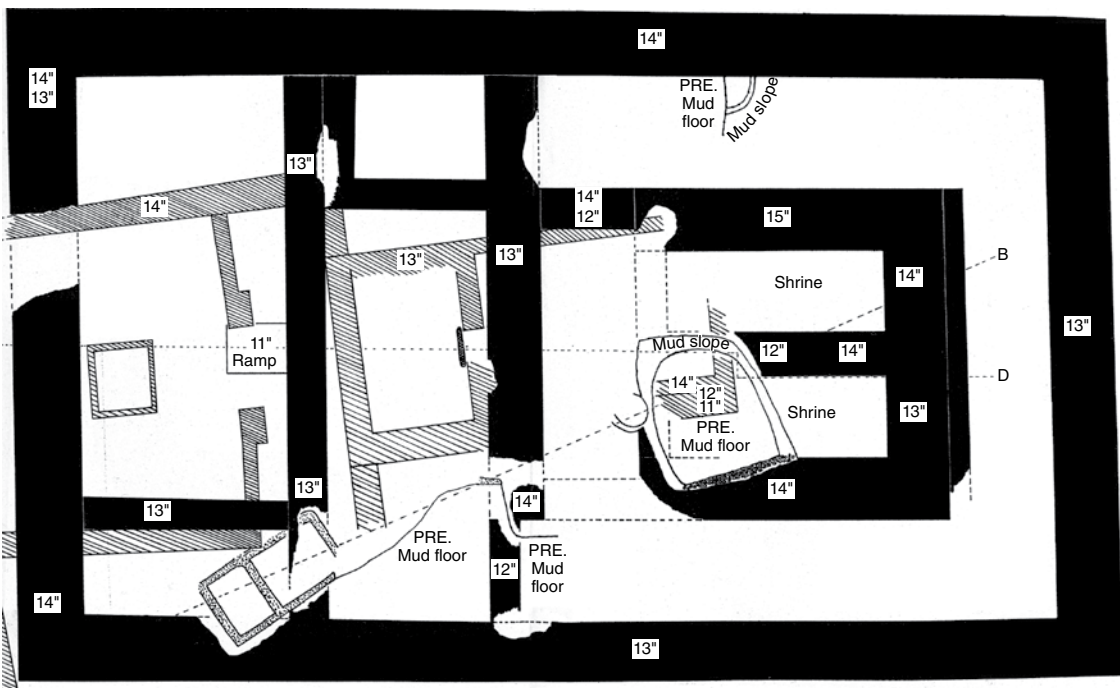 14"
14"
13"
PRE.
Mud
floor
Mud slope
13"
14"
14"
12"
15"
13"
13"
B
14"
Shrine
13"
11"
Ramp
Mud slope
12"
14"
D
14"
12"
11"
13"
Shrine
PRE.
Mud floor
13"
14"
14"
13"
PRE.
Mud floor
PRE.
Mud
floor
12"
14"
13"